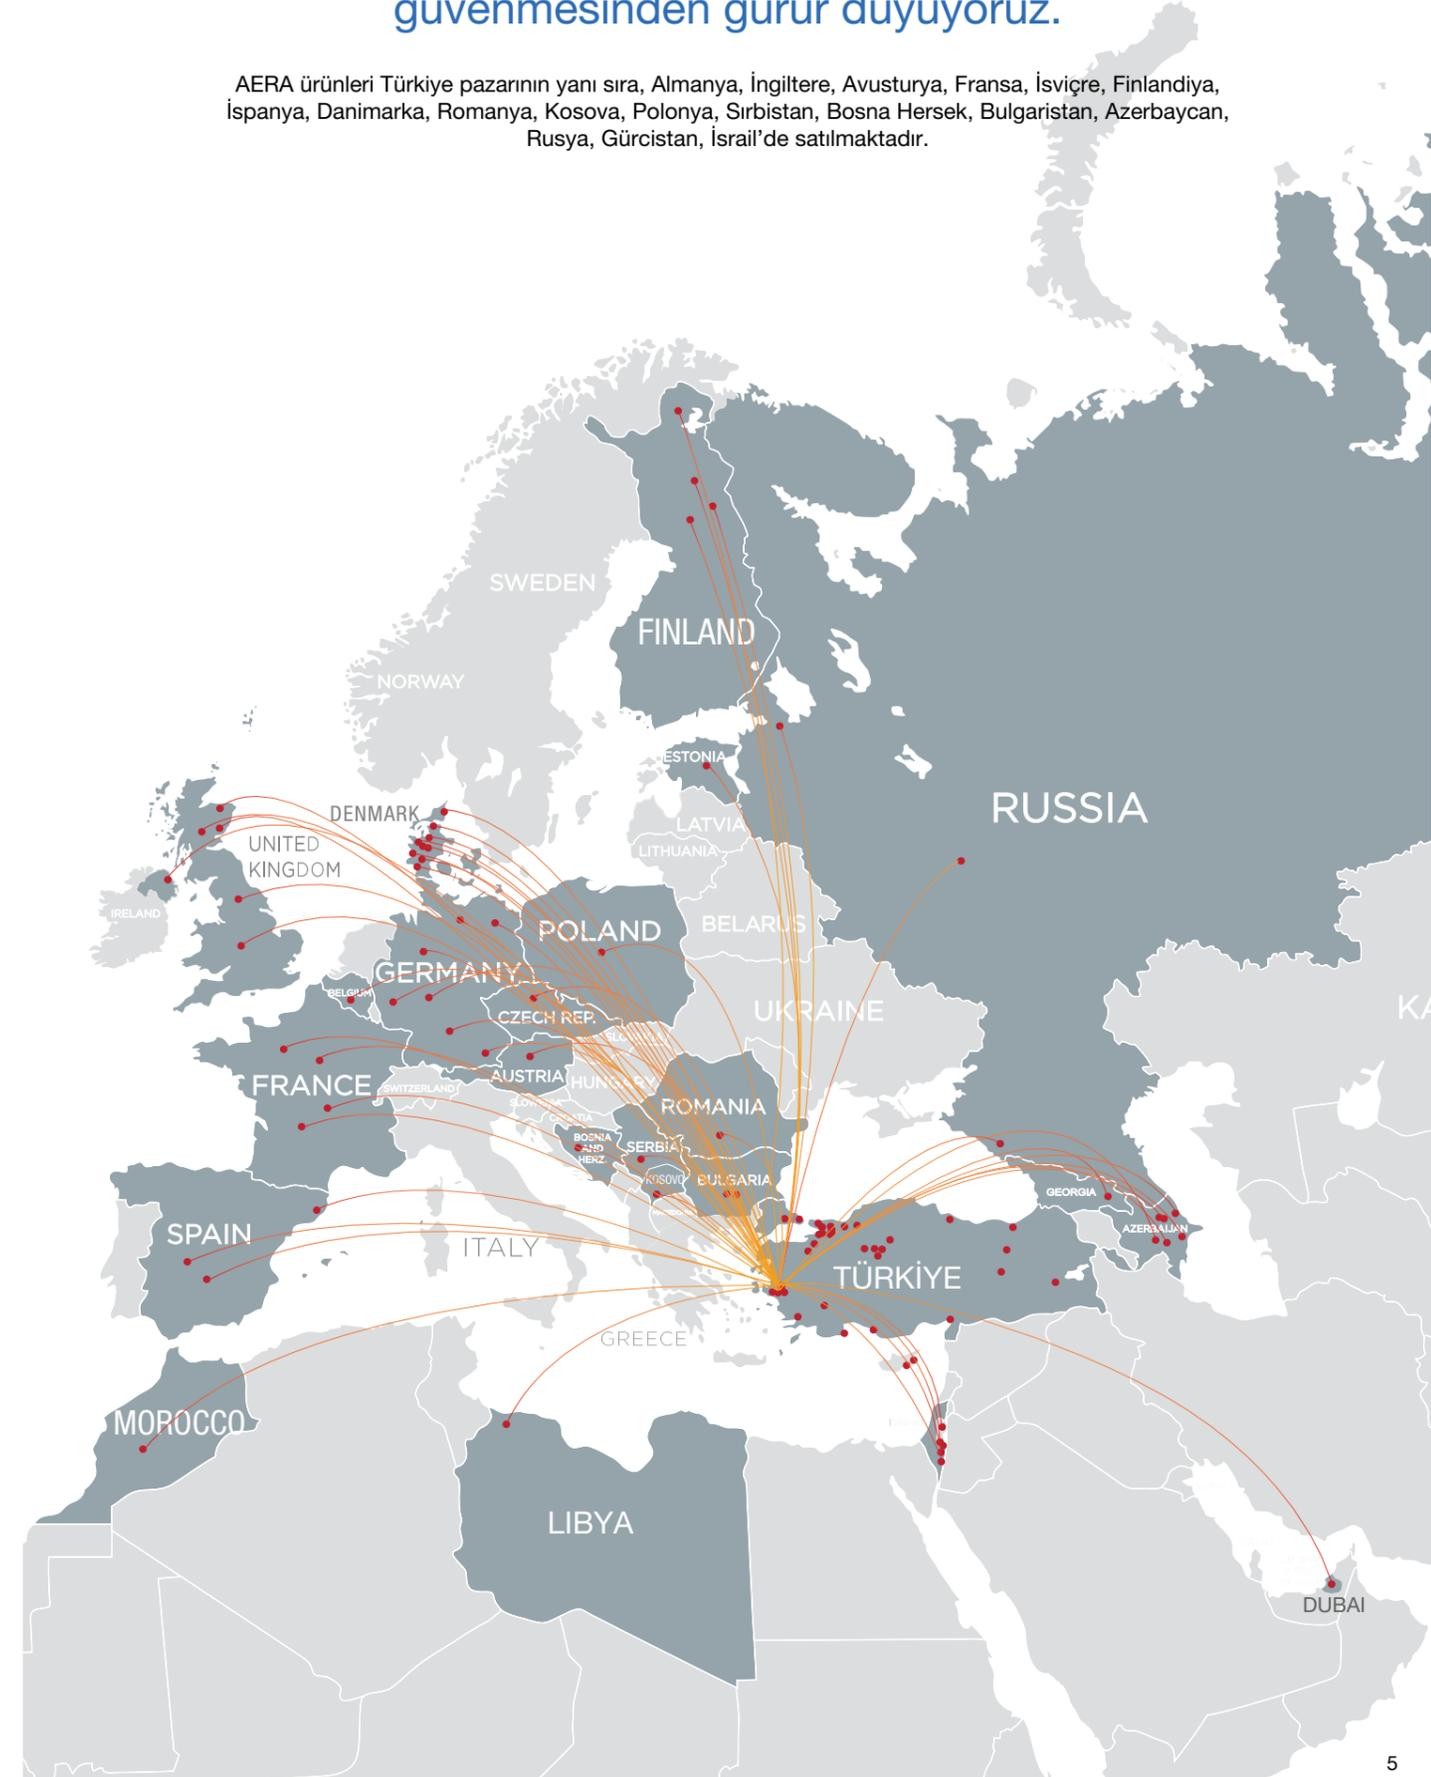 güvenmesinden gurur duyuyoruz.
AERA ürünleri Türkiye pazarının yanı sıra, Almanya, İngiltere, Avusturya, Fransa, İsviçre, Finlandiya,
İspanya, Danimarka, Romanya, Kosova, Polonya, Sırbistan, Bosna Hersek, Bulgaristan, Azerbaycan,
Rusya, Gürcistan, İsrail’de satılmaktadır.
SWEDEN
FINLAND
NORWAY
ESTONIA
RUSSIA
DENMARK
LATVIA
UNITED
KINGDOM
LITHUANIA
IRELAND
POLAND
BELARUS
GERMANY
BELGIUM
CZECH REP.
UKRAINE
KA
SLOVAKIA
FRANCE
SWITZERLAND
AUSTRIA
HUNGARY
SLOVENIA
CROATIA
ROMANIA
BOSNIA
AND
HERZ.
SERBIA
KOSOVO
BULGARIA
GEORGIA
MACEDONIA
AZERBAIJAN
SPAIN
ITALY
TÜRKİYE
GREECE
MOROCCO
LIBYA
DUBAI
5